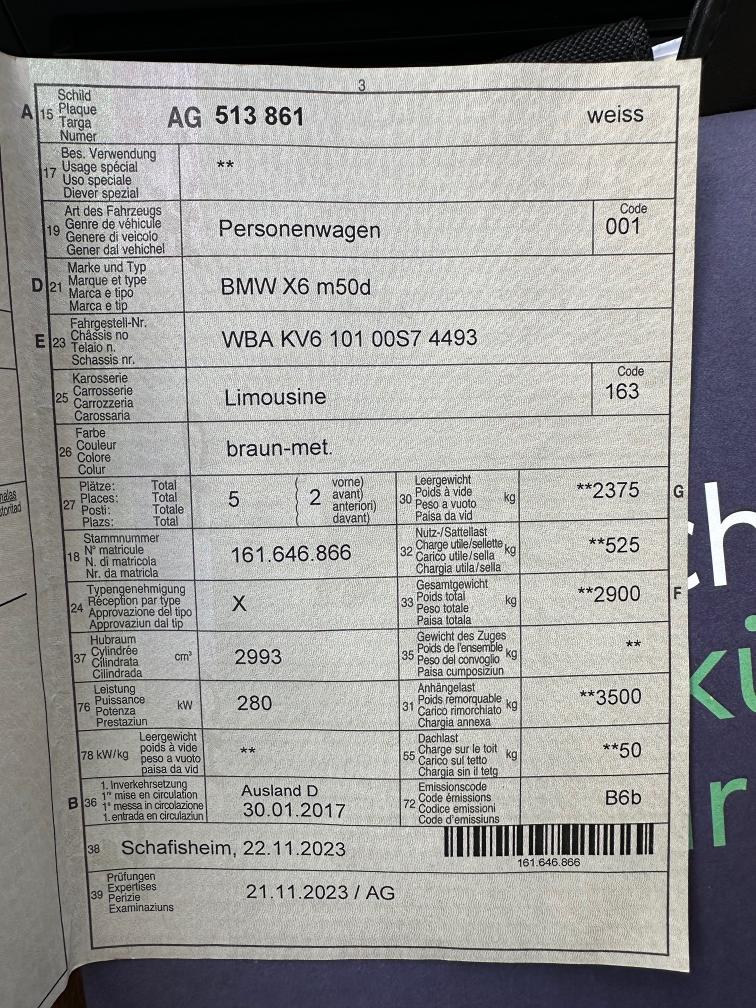 3
A 15 Schild
Plaque
Targa
Numer
AG 513 861 weiss
17 Bes. Verwendung
Usage spécial
Uso speciale
Diever spezial
**
19 Art des Fahrzeugs
Genre de véhicule
Genere di veicolo
Gener dal vehichel
Personenwagen
Code
001
D 21 Marke und Typ
Marque et type
Marca e tipo
Marca e tip
BMW X6 m50d
E 23 Fahrgestell-Nr.
Châssis no
Telaio n.
Schassis nr.
WBA KV6 101 00S7 4493
25 Karosserie
Carrosserie
Carrozzeria
Carossaria
Limousine
Code
163
26 Farbe
Couleur
Colore
Colur
braun-met.
27 Plätze: Total
Places: Total
Posti: Totale
Plazs: Total
5 ( 2 vorne)
avant)
anteriori)
davant)
30 Leergewicht
Poids à vide
Peso a vuoto
Paisa da vid
kg
**2375 G
18 Stammnummer
N° matricule
N. di matricola
Nr. da matricla
161.646.866
32 Nutz-/Sattellast
Charge utile/sellette
Carico utile/sella
Chargia utila/sella
kg
**525
24 Typengenehmigung
Réception par type
Approvazione del tipo
Approvaziun dal tip
X
33 Gesamtgewicht
Poids total
Peso totale
Paisa totala
kg
**2900 F
37 Hubraum
Cylindrée
Cilindrata
Cilindrada
cm³
2993
35 Gewicht des Zuges
Poids de l'ensemble
Peso del convoglio
Paisa cumposiziun
kg
**
76 Leistung
Puissance
Potenza
Prestaziun
kW
280
31 Anhängelast
Poids remorquable
Carico rimorchiato
Chargia annexa
kg
**3500
78 kW/kg Leergewicht
poids à vide
peso a vuoto
paisa da vid
**
55 Dachlast
Charge sur le toit
Carico sul tetto
Chargia sin il tetg
kg
**50
B 36 1. Inverkehrsetzung
1re mise en circulation
1a messa in circolazione
1. entrada en circulaziun
Ausland D
30.01.2017
72 Emissionscode
Code émissions
Codice emissioni
Code d'emissiuns
B6b
38 Schafisheim, 22.11.2023
161.646.866
39 Prüfungen
Expertises
Perizie
Examinaziuns
21.11.2023 / AG